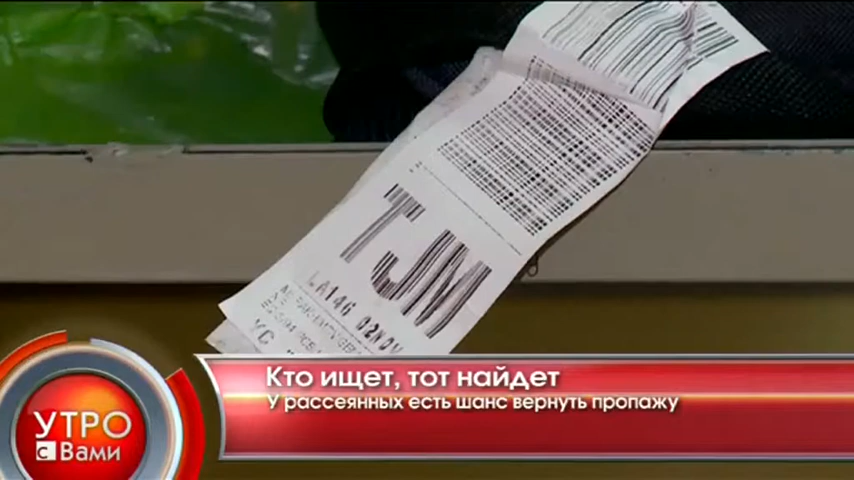 TJM
LA146 02NOV
Кто ищет, тот найдет
У рассеянных есть шанс вернуть пропажу
УТРО
с Вами